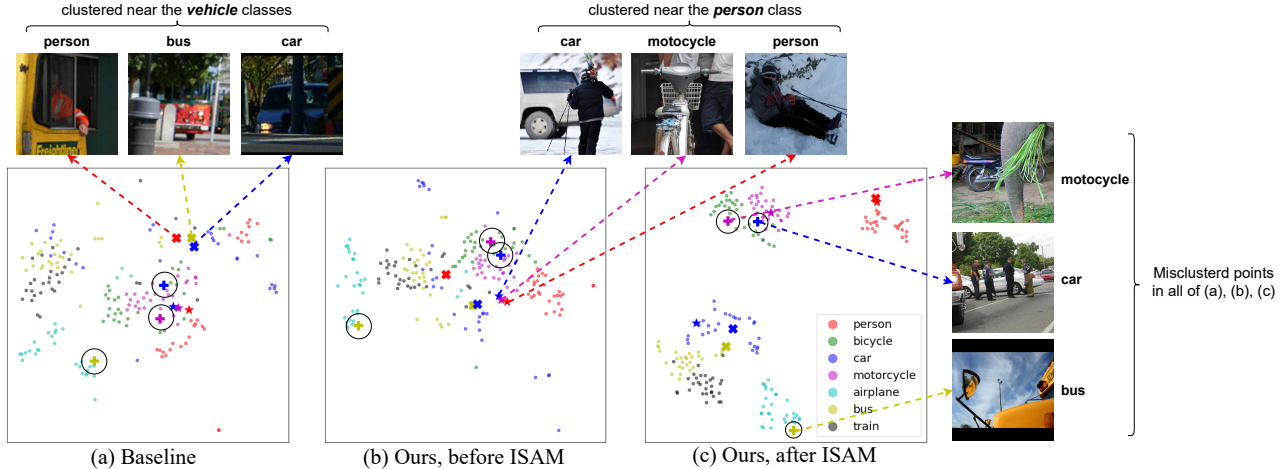 clustered near the vehicle classes
person bus car
clustered near the person class
car motocycle person
Freightliner
motocycle
car
bus
Misclusterd points
in all of (a), (b), (c)
person
bicycle
car
motorcycle
airplane
bus
train
(a) Baseline
(b) Ours, before ISAM
(c) Ours, after ISAM